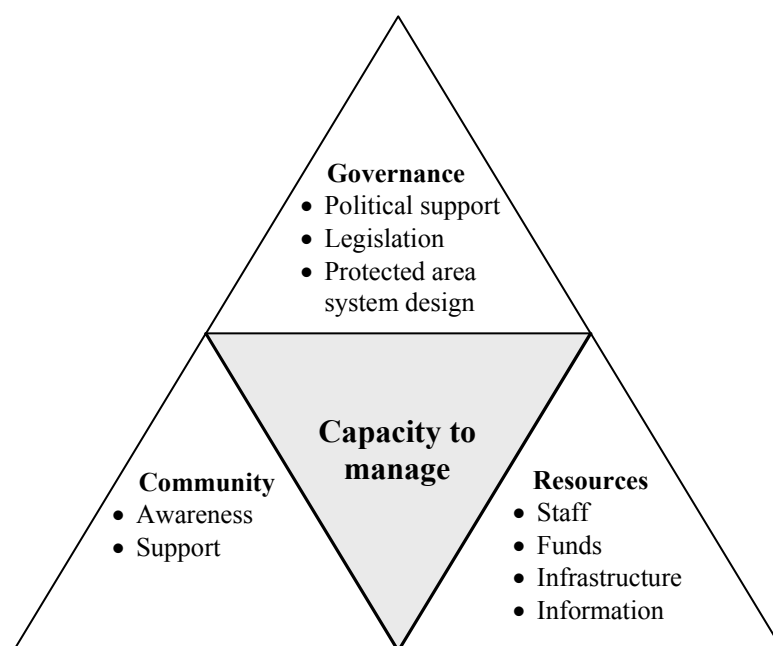 Governance
• Political support
• Legislation
• Protected area
system design
Capacity to
manage
Community
• Awareness
• Support
Resources
• Staff
• Funds
• Infrastructure
• Information